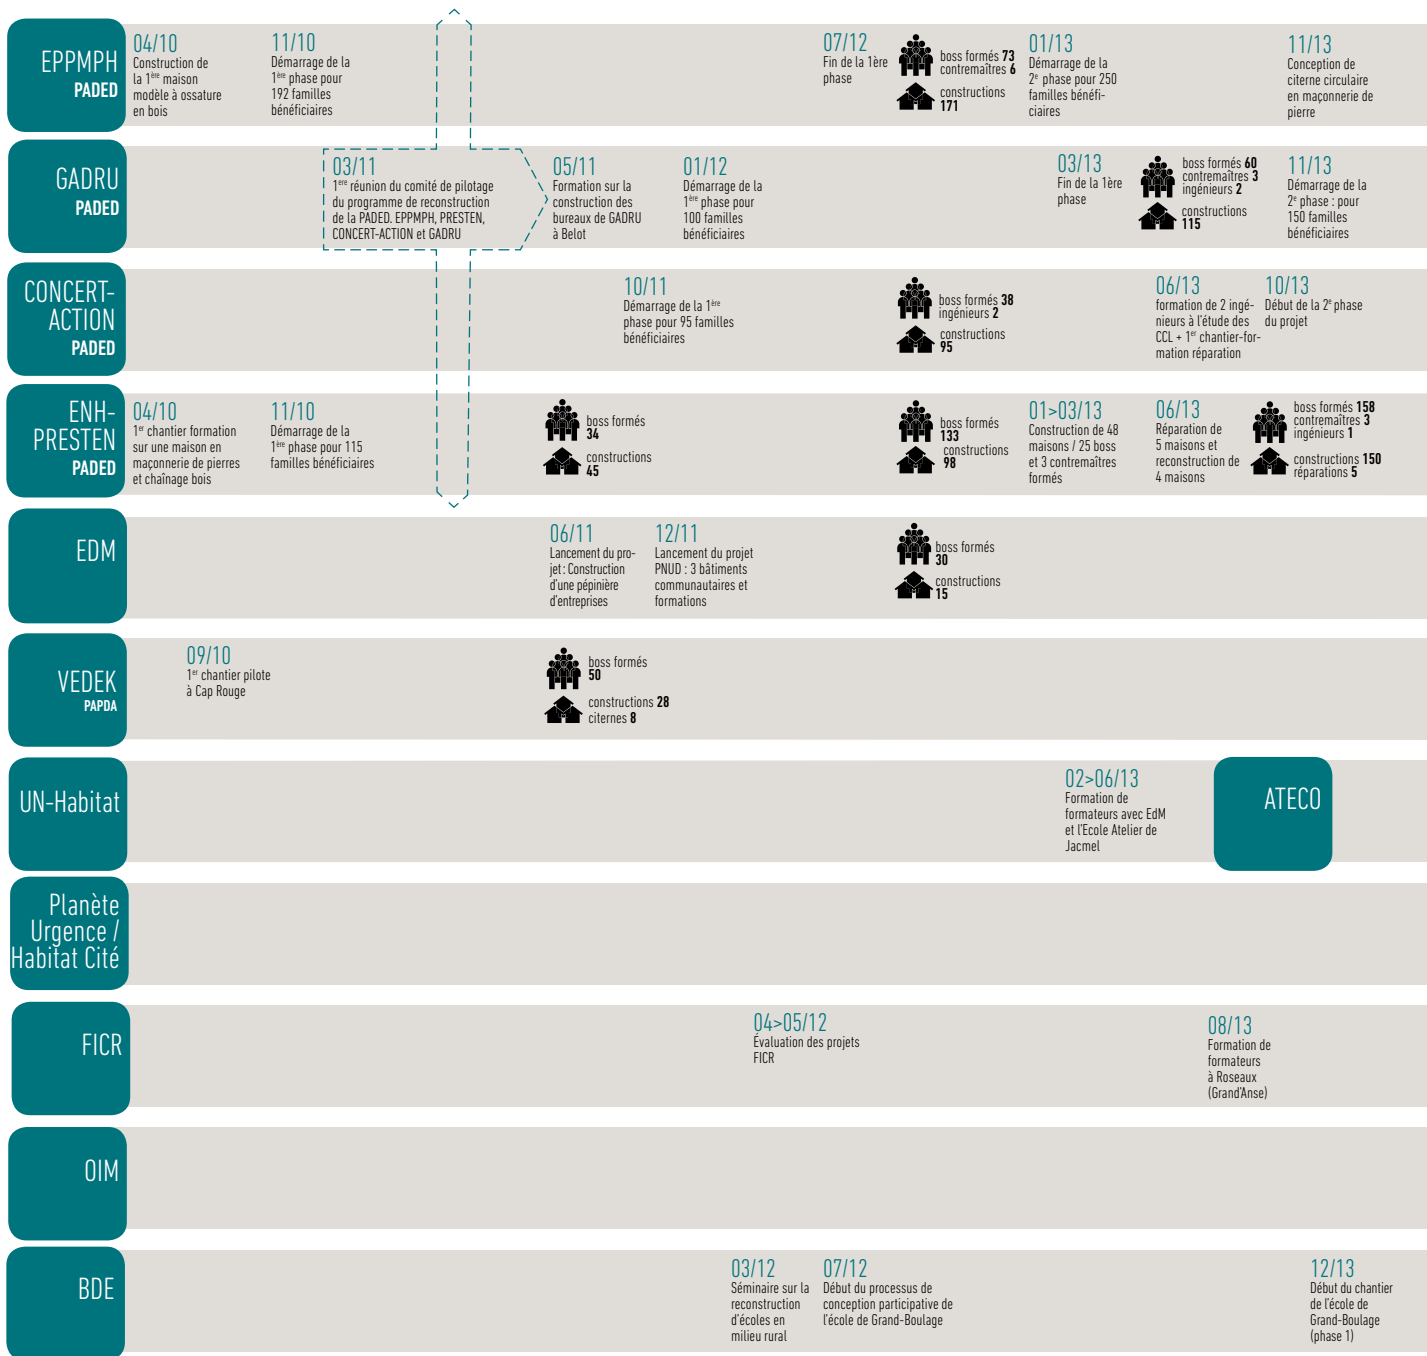 EPPMPH
PADED
04/10
Construction de
la 1ère maison
modèle à ossature
en bois
11/10
Démarrage de la
1ère phase pour
192 familles
bénéficiaires
07/12
Fin de la 1ère
phase
boss formés 73
contremaîtres 6
constructions
171
01/13
Démarrage de la
2e phase pour 250
familles bénéfi-
ciaires
11/13
Conception de
citerne circulaire
en maçonnerie de
pierre
GADRU
PADED
03/11
1ere réunion du comité de pilotage
du programme de reconstruction
de la PADED. EPPMPH, PRESTEN,
CONCERT-ACTION et GADRU
05/11
Formation sur la
construction des
bureaux de GADRU
à Belot
01/12
Démarrage de la
1ère phase pour
100 familles
bénéficiaires
03/13
Fin de la 1ère
phase
boss formés 60
contremaîtres 3
ingénieurs 2
constructions
115
11/13
Démarrage de la
2e phase : pour
150 familles
bénéficiaires
CONCERT-
ACTION
PADED
10/11
Démarrage de la 1ère
phase pour 95 familles
bénéficiaires
boss formés 38
ingénieurs 2
constructions
95
06/13
formation de 2 ingé-
nieurs à l'étude des
CCL + 1er chantier-for-
mation réparation
10/13
Début de la 2e phase
du projet
ENH-
PRESTEN
PADED
04/10
1er chantier formation
sur une maison en
maçonnerie de pierres
et chaînage bois
11/10
Démarrage de la
1ère phase pour 115
familles bénéficiaires
boss formés
34
constructions
45
boss formés
133
constructions
98
01>03/13
Construction de 48
maisons / 25 boss
et 3 contremaîtres
formés
06/13
Réparation de
5 maisons et
reconstruction de
4 maisons
boss formés 158
contremaîtres 3
ingénieurs 1
constructions 150
réparations 5
EDM
06/11
Lancement du pro-
jet : Construction
d'une pépinière
d'entreprises
12/11
Lancement du projet
PNUD : 3 bâtiments
communautaires et
formations
boss formés
30
constructions
15
VEDEK
PAPDA
09/10
1er chantier pilote
à Cap Rouge
boss formés
50
constructions 28
citernes 8
UN-Habitat
02>06/13
Formation de
formateurs avec EdM
et l'Ecole Atelier de
Jacmel
ATECO
Planète
Urgence /
Habitat Cité
FICR
04>05/12
Évaluation des projets
FICR
08/13
Formation de
formateurs
à Roseaux
(Grand'Anse)
OIM
BDE
03/12
Séminaire sur la
reconstruction
d'écoles en
milieu rural
07/12
Début du processus de
conception participative de
l'école de Grand-Boulage
12/13
Début du chantier
de l'école de
Grand-Boulage
(phase 1)